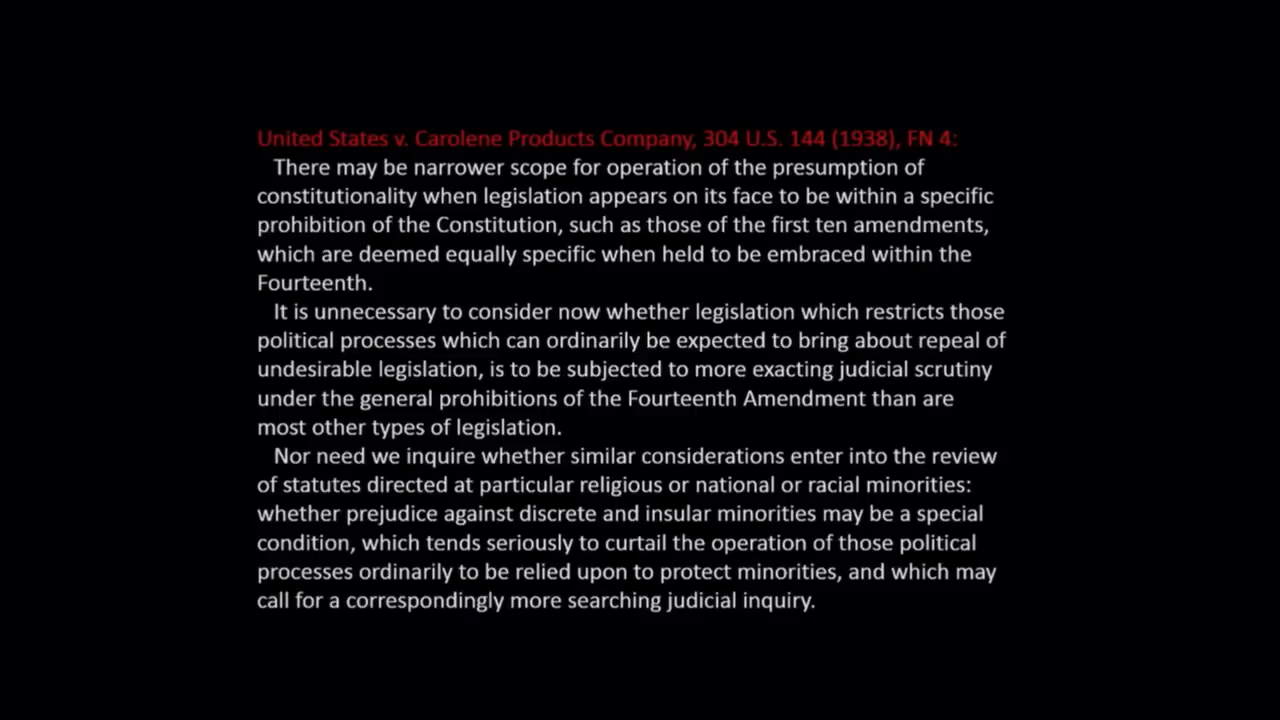 United States v. Carolene Products Company, 304 U.S. 144 (1938), FN 4:
There may be narrower scope for operation of the presumption of
constitutionality when legislation appears on its face to be within a specific
prohibition of the Constitution, such as those of the first ten amendments,
which are deemed equally specific when held to be embraced within the
Fourteenth.
It is unnecessary to consider now whether legislation which restricts those
political processes which can ordinarily be expected to bring about repeal of
undesirable legislation, is to be subjected to more exacting judicial scrutiny
under the general prohibitions of the Fourteenth Amendment than are
most other types of legislation.
Nor need we inquire whether similar considerations enter into the review
of statutes directed at particular religious or national or racial minorities:
whether prejudice against discrete and insular minorities may be a special
condition, which tends seriously to curtail the operation of those political
processes ordinarily to be relied upon to protect minorities, and which may
call for a correspondingly more searching judicial inquiry.